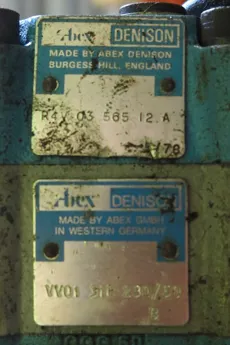 Abex DENISON
MADE BY ABEX DENISON
BURGESS HILL, ENGLAND
R4V 03 565 12 A
/78
Abex DENISON
MADE BY ABEX GMBH
IN WESTERN GERMANY
VV01
B